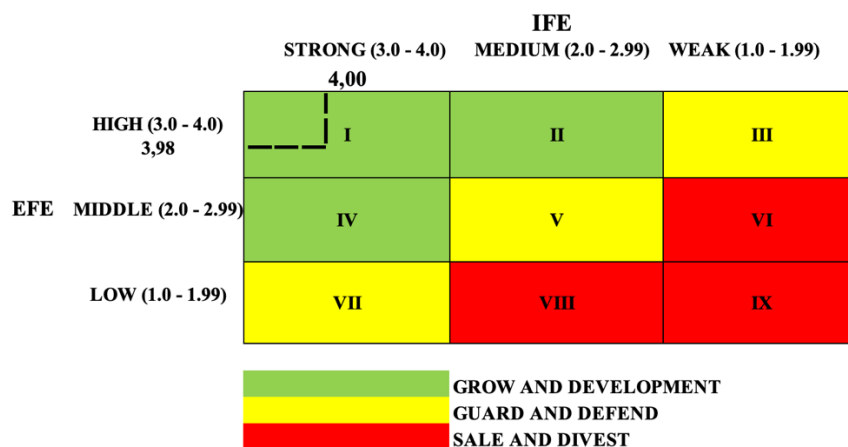 IFE
STRONG (3.0 - 4.0) MEDIUM (2.0 - 2.99) WEAK (1.0 - 1.99)
4,00
HIGH (3.0 - 4.0)
3,98
I II III
EFE MIDDLE (2.0 - 2.99)
IV V VI
LOW (1.0 - 1.99)
VII VIII IX
GROW AND DEVELOPMENT
GUARD AND DEFEND
SALE AND DIVEST